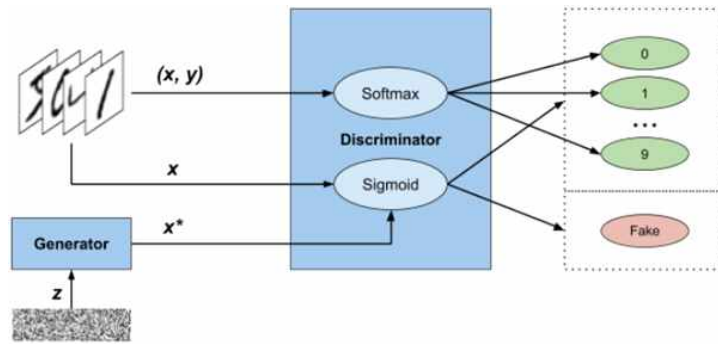 (x, y)
Softmax
0
1
...
9
Discriminator
x
Sigmoid
x*
Generator
Fake
z